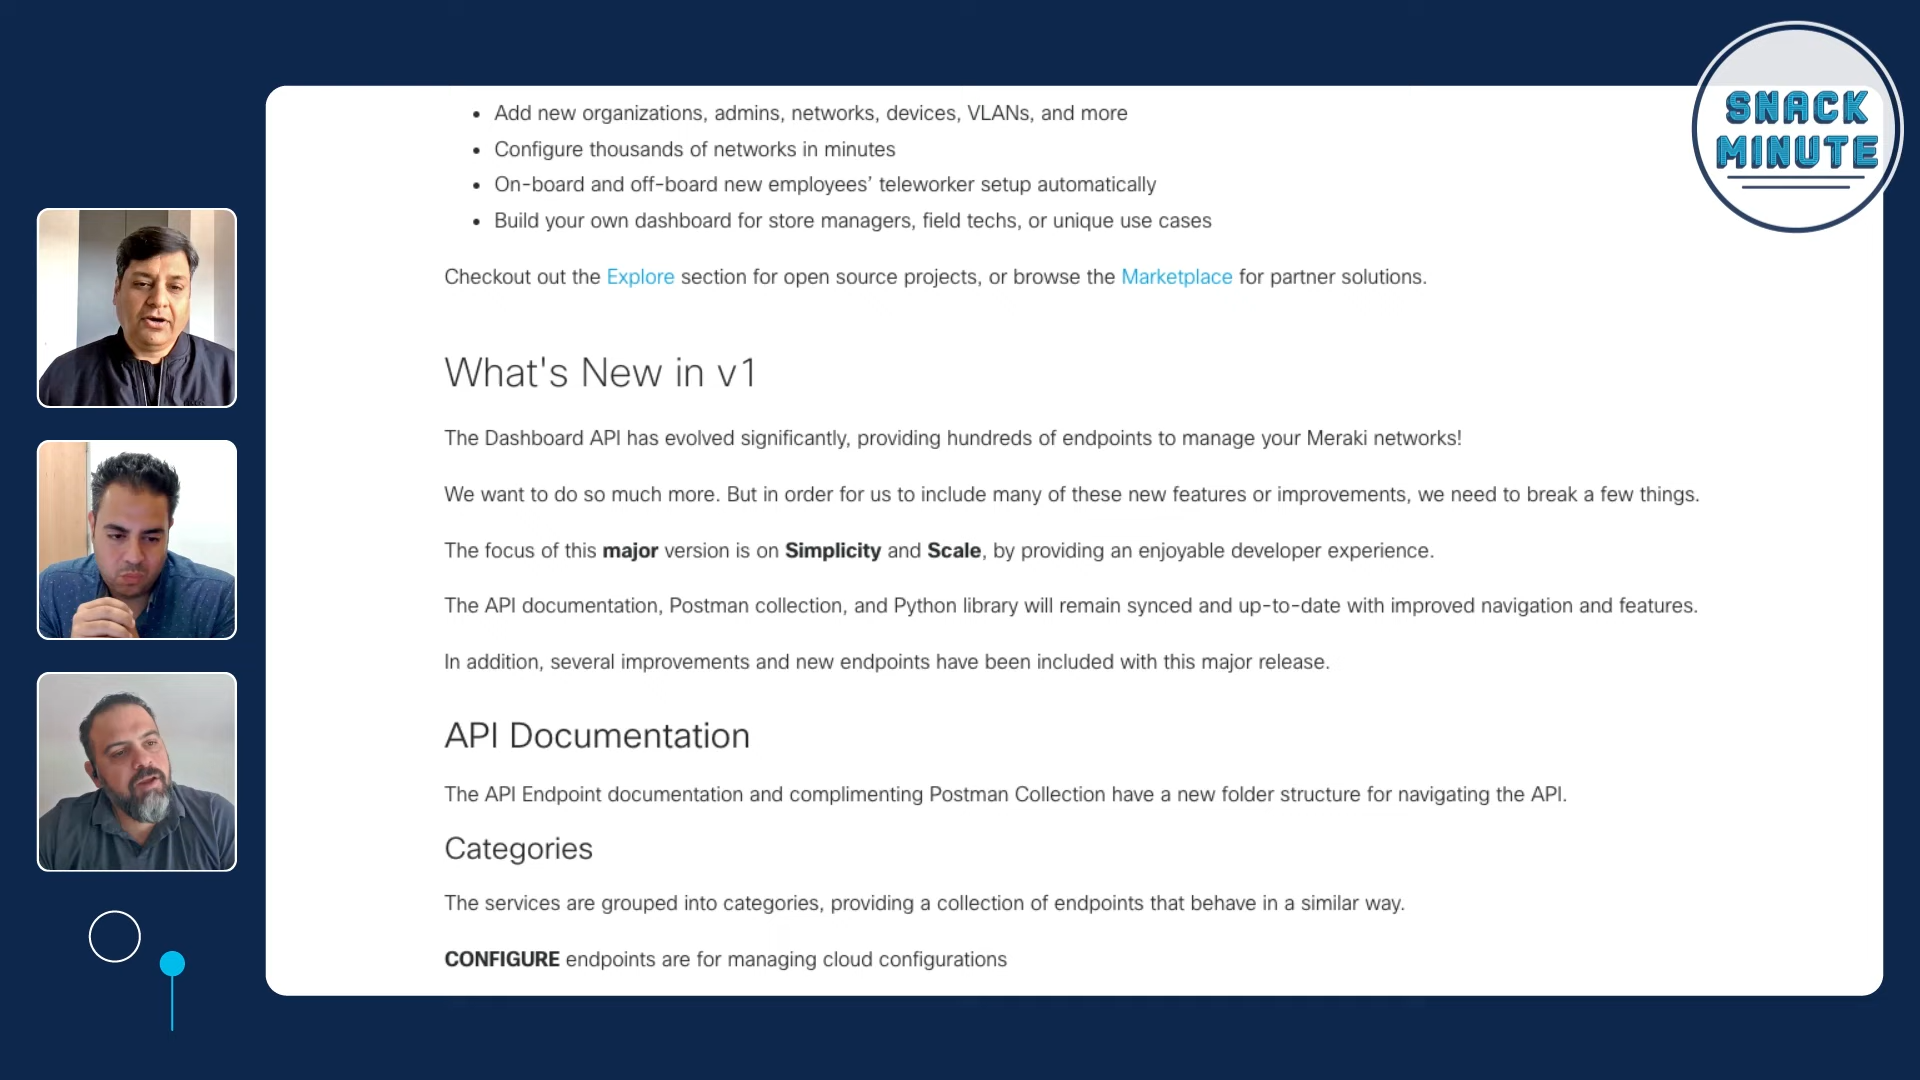 SNACK
MINUTE
Add new organizations, admins, networks, devices, VLANs, and more
Configure thousands of networks in minutes
On-board and off-board new employees’ teleworker setup automatically
Build your own dashboard for store managers, field techs, or unique use cases
Checkout out the Explore section for open source projects, or browse the Marketplace for partner solutions.
What's New in v1
The Dashboard API has evolved significantly, providing hundreds of endpoints to manage your Meraki networks!
We want to do so much more. But in order for us to include many of these new features or improvements, we need to break a few things.
The focus of this major version is on Simplicity and Scale, by providing an enjoyable developer experience.
The API documentation, Postman collection, and Python library will remain synced and up-to-date with improved navigation and features.
In addition, several improvements and new endpoints have been included with this major release.
API Documentation
The API Endpoint documentation and complimenting Postman Collection have a new folder structure for navigating the API.
Categories
The services are grouped into categories, providing a collection of endpoints that behave in a similar way.
CONFIGURE endpoints are for managing cloud configurations